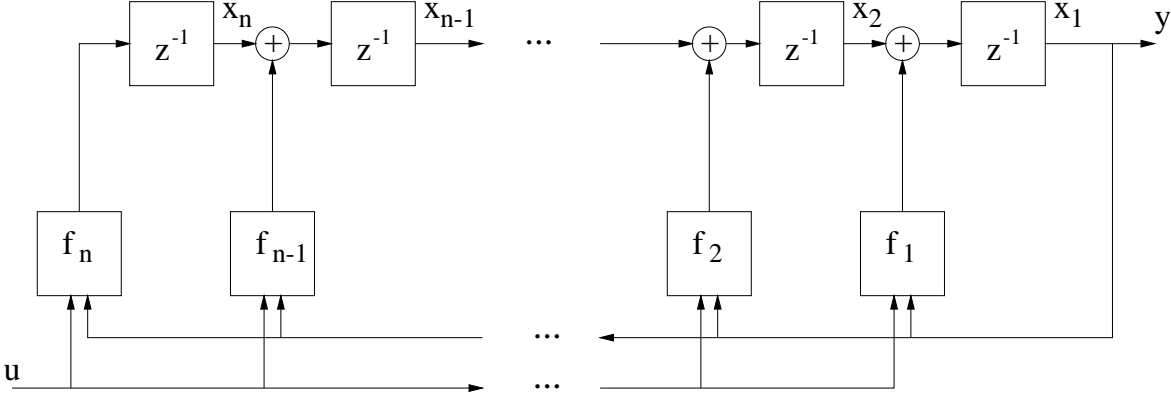 x_n x_{n-1} x_2 x_1 y
z^{-1} + z^{-1} ... + z^{-1} + z^{-1}
f_n f_{n-1} f_2 f_1
...
u ...